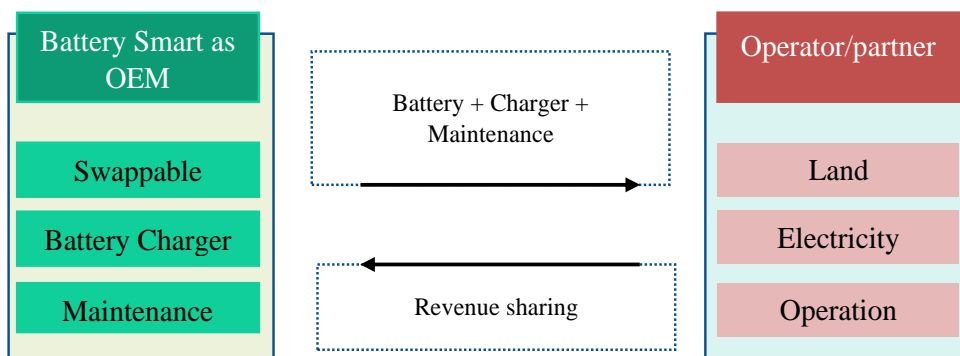 Battery Smart as
OEM
Swappable
Battery Charger
Maintenance
Battery + Charger +
Maintenance
Revenue sharing
Operator/partner
Land
Electricity
Operation